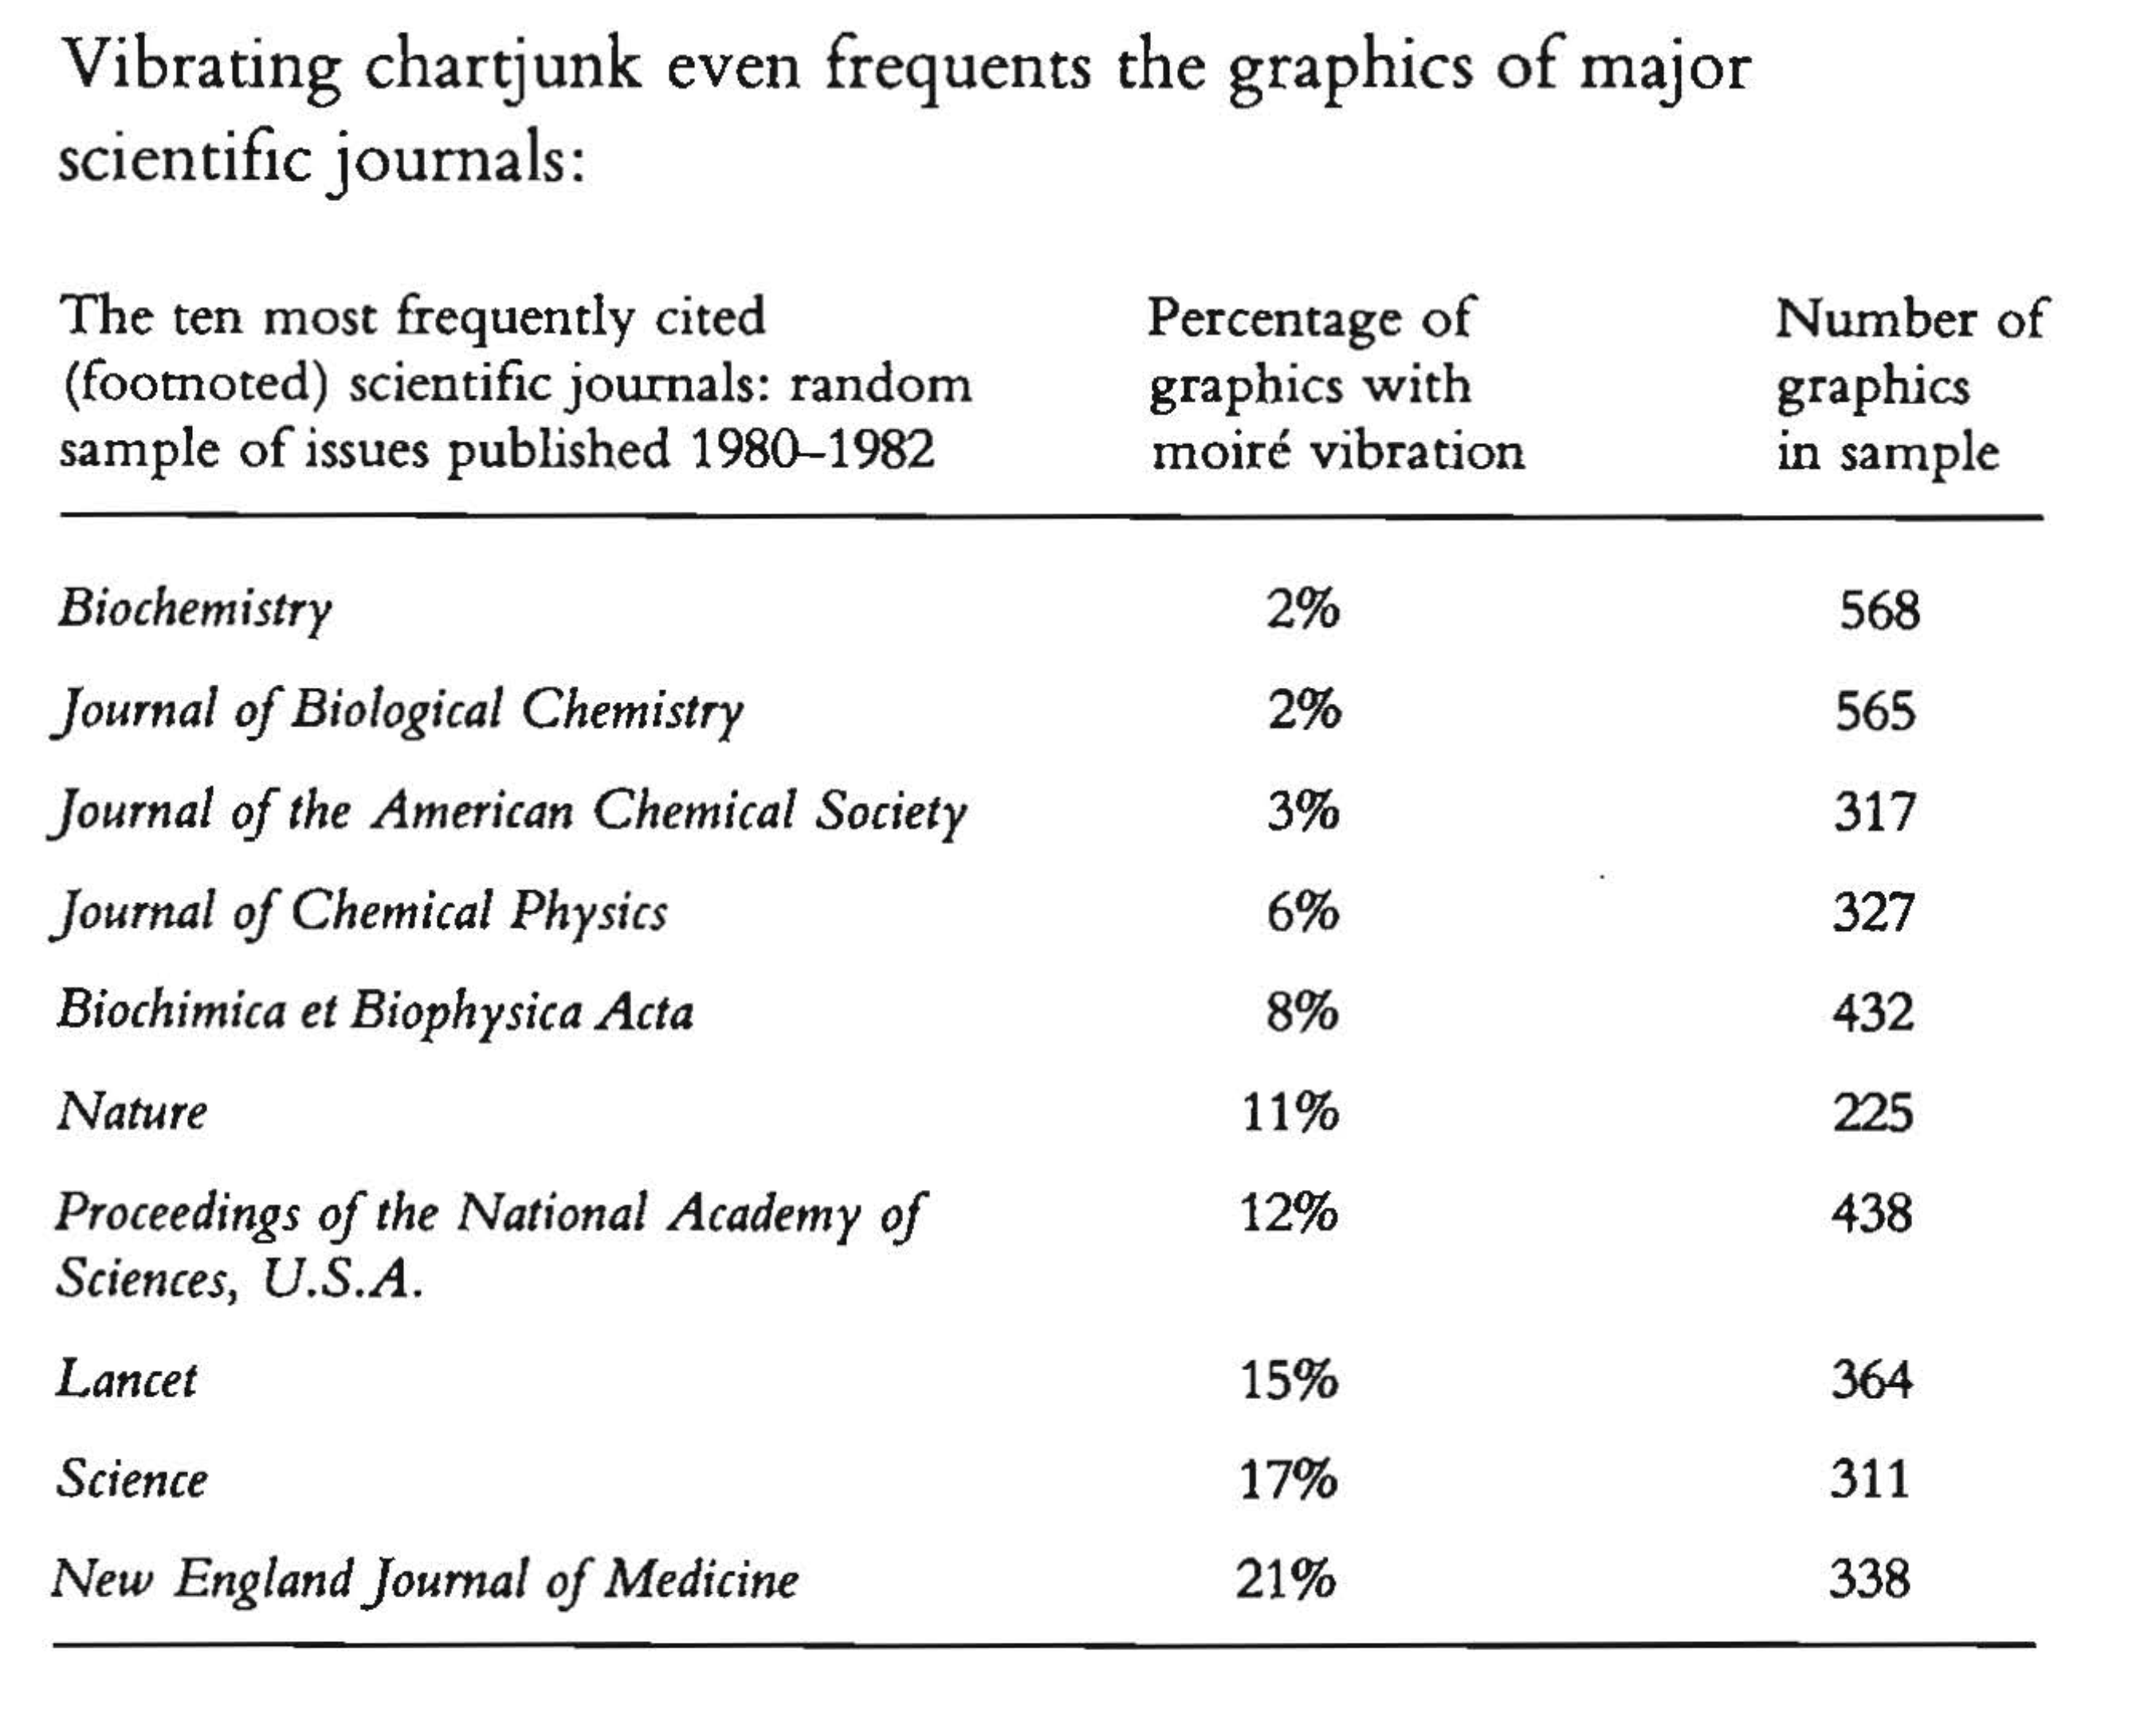 Vibrating chartjunk even frequents the graphics of major
scientific journals:
The ten most frequently cited
(footnoted) scientific journals: random
sample of issues published 1980–1982
Percentage of
graphics with
moiré vibration
Number of
graphics
in sample
Biochemistry 2% 568
Journal of Biological Chemistry 2% 565
Journal of the American Chemical Society 3% 317
Journal of Chemical Physics 6% 327
Biochimica et Biophysica Acta 8% 432
Nature 11% 225
Proceedings of the National Academy of 12% 438
Sciences, U.S.A.
Lancet 15% 364
Science 17% 311
New England Journal of Medicine 21% 338